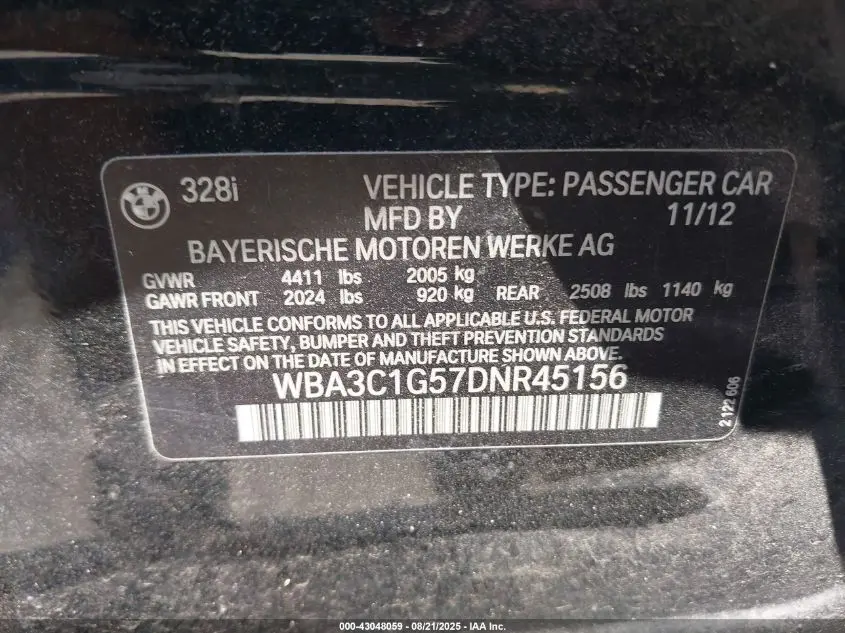 328i VEHICLE TYPE: PASSENGER CAR
MFD BY 11/12
BAYERISCHE MOTOREN WERKE AG
GVWR 4411 lbs 2005 kg
GAWR FRONT 2024 lbs 920 kg REAR 2508 lbs 1140 kg
THIS VEHICLE CONFORMS TO ALL APPLICABLE U.S. FEDERAL MOTOR
VEHICLE SAFETY, BUMPER AND THEFT PREVENTION STANDARDS
IN EFFECT ON THE DATE OF MANUFACTURE SHOWN ABOVE.
WBA3C1G57DNR45156
2 122 606
000-43048059 - 08/21/2025 - IAA Inc.